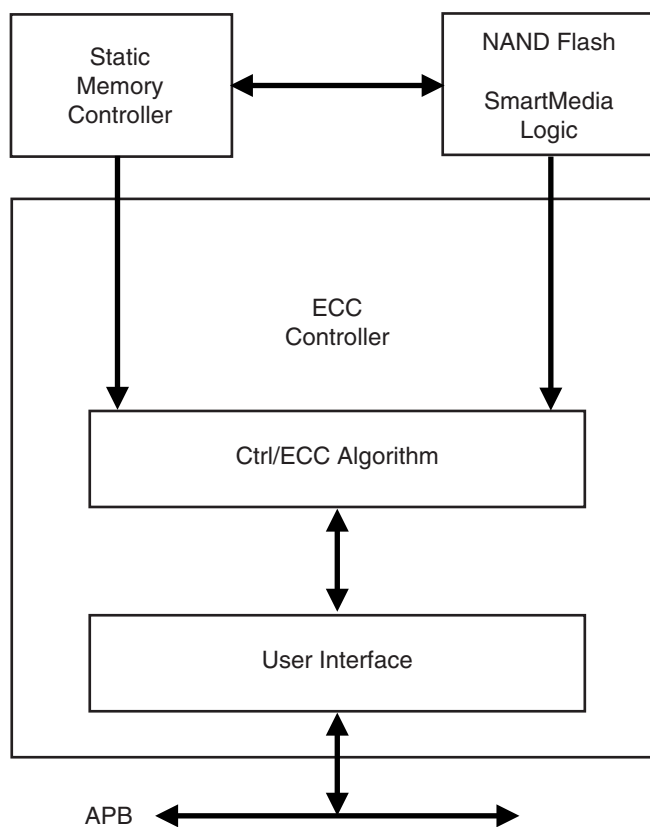 Static
Memory
Controller
NAND Flash
SmartMedia
Logic
ECC
Controller
Ctrl/ECC Algorithm
User Interface
APB